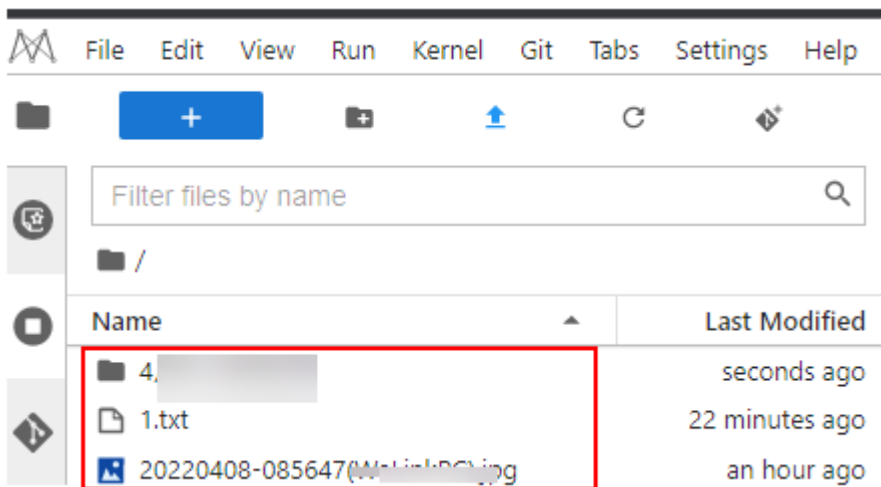 File Edit View Run Kernel Git Tabs Settings Help
Filter files by name
/
Name Last Modified
4, seconds ago
1.txt 22 minutes ago
20220408-085647( .jpg an hour ago